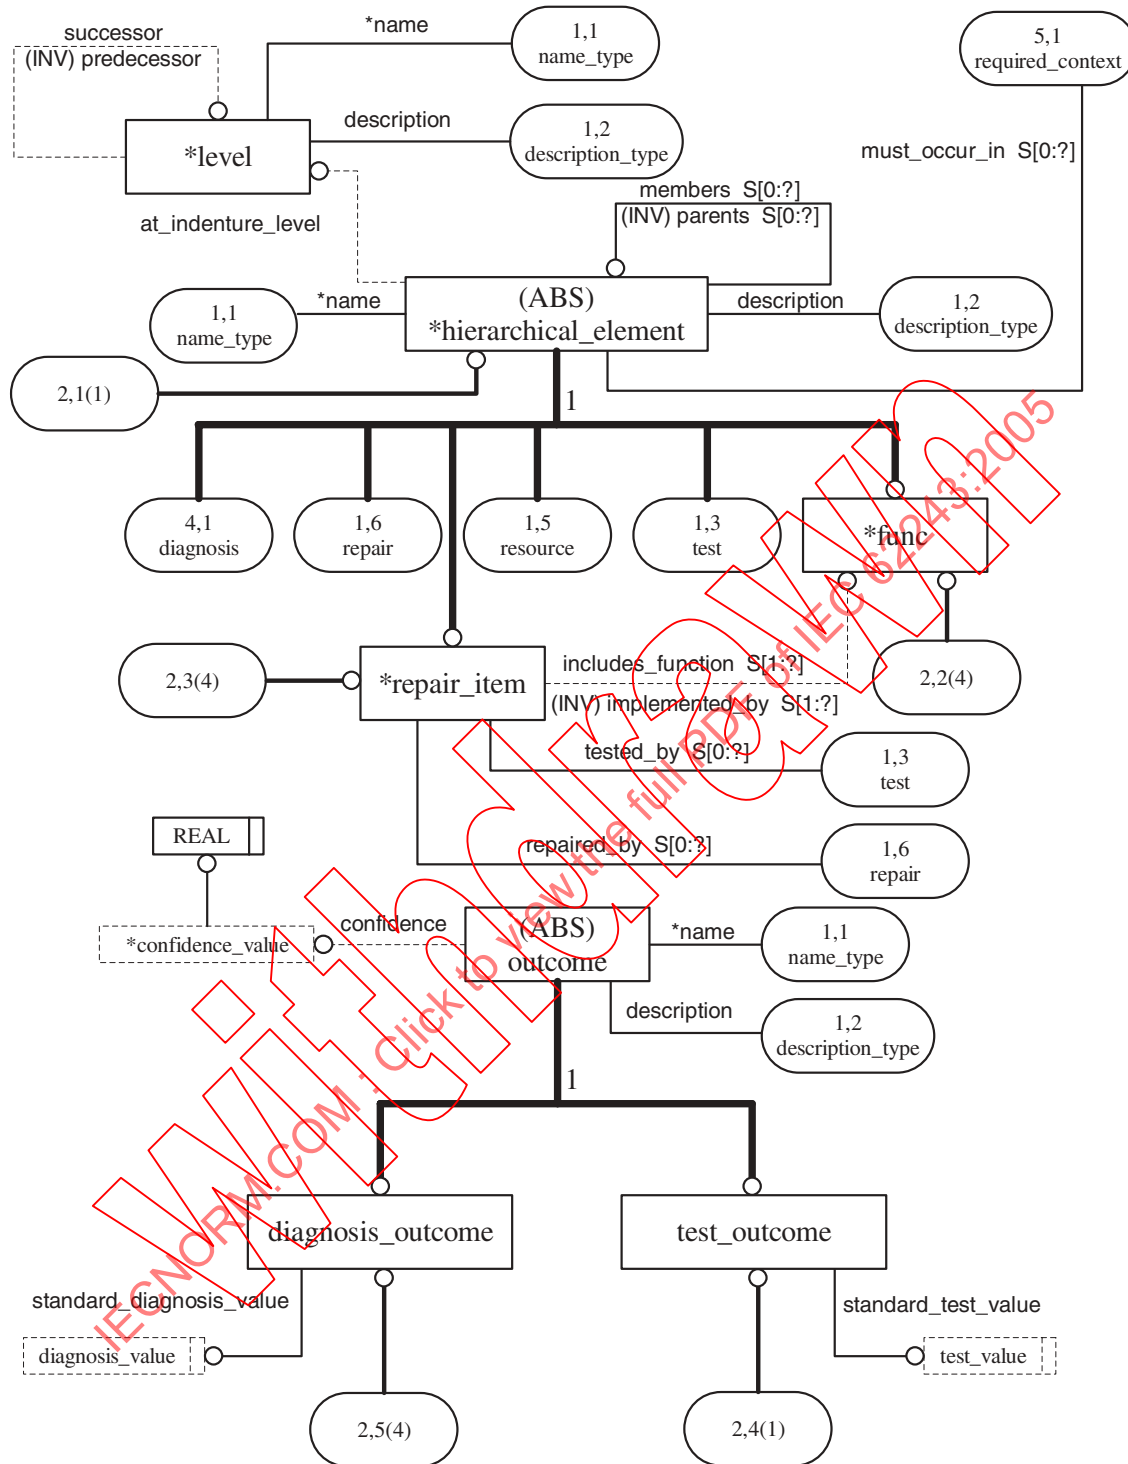 successor
(INV) predecessor
*name
1,1
name_type
5,1
required_context
*level
description
1,2
description_type
must_occur_in S[0:?]
at_indenture_level
members S[0:?]
(INV) parents S[0:?]
*name
1,1
name_type
(ABS)
*hierarchical_element
description
1,2
description_type
2,1(1)
1
4,1
diagnosis
1,6
repair
1,5
resource
1,3
test
*func
2,3(4)
*repair_item
includes_function S[1:?]
(INV) implemented_by S[1:?]
2,2(4)
tested_by S[0:?]
1,3
test
REAL
repaired_by S[0:?]
1,6
repair
*confidence_value
confidence
(ABS)
outcome
*name
1,1
name_type
description
1,2
description_type
1
diagnosis_outcome
test_outcome
standard_diagnosis_value
diagnosis_value
standard_test_value
test_value
2,5(4)
2,4(1)
Withdrawn
IECNORM.COM : Click to view the full PDF of IEC 62243:2005